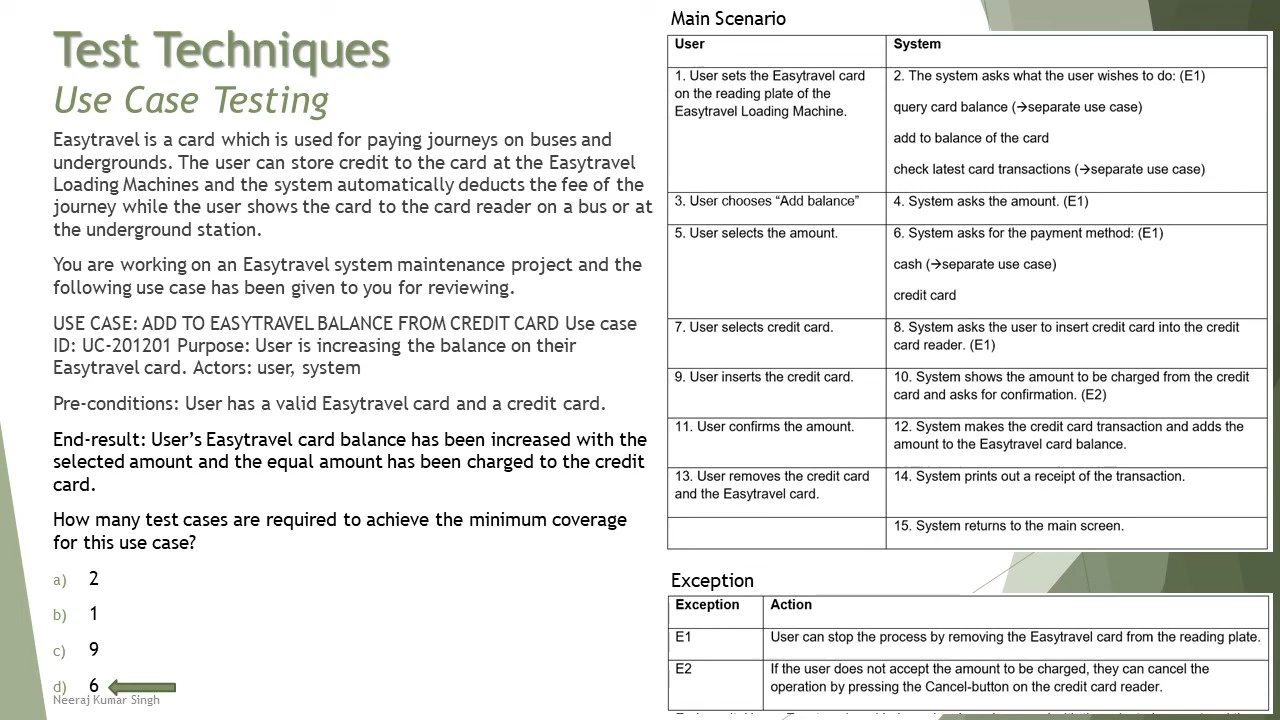 Test Techniques
Use Case Testing
Easytravel is a card which is used for paying journeys on buses and
undergrounds. The user can store credit to the card at the Easytravel
Loading Machines and the system automatically deducts the fee of the
journey while the user shows the card to the card reader on a bus or at
the underground station.
You are working on an Easytravel system maintenance project and the
following use case has been given to you for reviewing.
USE CASE: ADD TO EASYTRAVEL BALANCE FROM CREDIT CARD Use case
ID: UC-201201 Purpose: User is increasing the balance on their
Easytravel card. Actors: user, system
Pre-conditions: User has a valid Easytravel card and a credit card.
End-result: User’s Easytravel card balance has been increased with the
selected amount and the equal amount has been charged to the credit
card.
How many test cases are required to achieve the minimum coverage
for this use case?
a) 2
b) 1
c) 9
d) 6
Neeraj Kumar Singh
Main Scenario
User System
1. User sets the Easytravel card
on the reading plate of the
Easytravel Loading Machine.
2. The system asks what the user wishes to do: (E1)
query card balance (→separate use case)
add to balance of the card
check latest card transactions (→separate use case)
3. User chooses “Add balance”
4. System asks the amount. (E1)
5. User selects the amount.
6. System asks for the payment method: (E1)
cash (→separate use case)
credit card
7. User selects credit card.
8. System asks the user to insert credit card into the credit
card reader. (E1)
9. User inserts the credit card.
10. System shows the amount to be charged from the credit
card and asks for confirmation. (E2)
11. User confirms the amount.
12. System makes the credit card transaction and adds the
amount to the Easytravel card balance.
13. User removes the credit card
and the Easytravel card.
14. System prints out a receipt of the transaction.
15. System returns to the main screen.
Exception
Exception Action
E1 User can stop the process by removing the Easytravel card from the reading plate.
E2 If the user does not accept the amount to be charged, they can cancel the
operation by pressing the Cancel-button on the credit card reader.